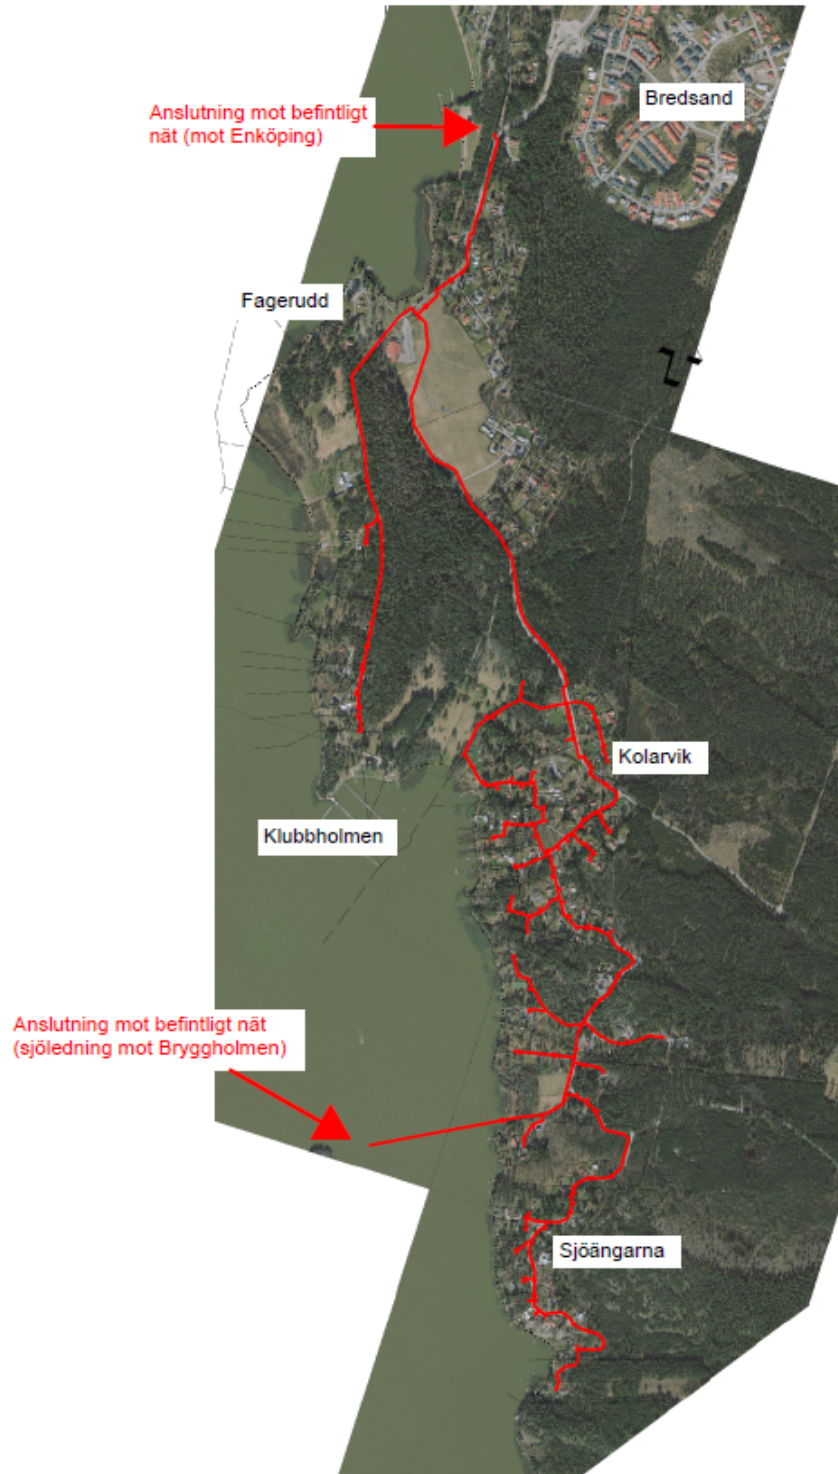 Bredsand
Anslutning mot befintligt
nät (mot Enköping)
Fagerudd
Kolarvik
Klubbholmen
Anslutning mot befintligt nät
(sjöledning mot Bryggholmen)
Sjöängarna